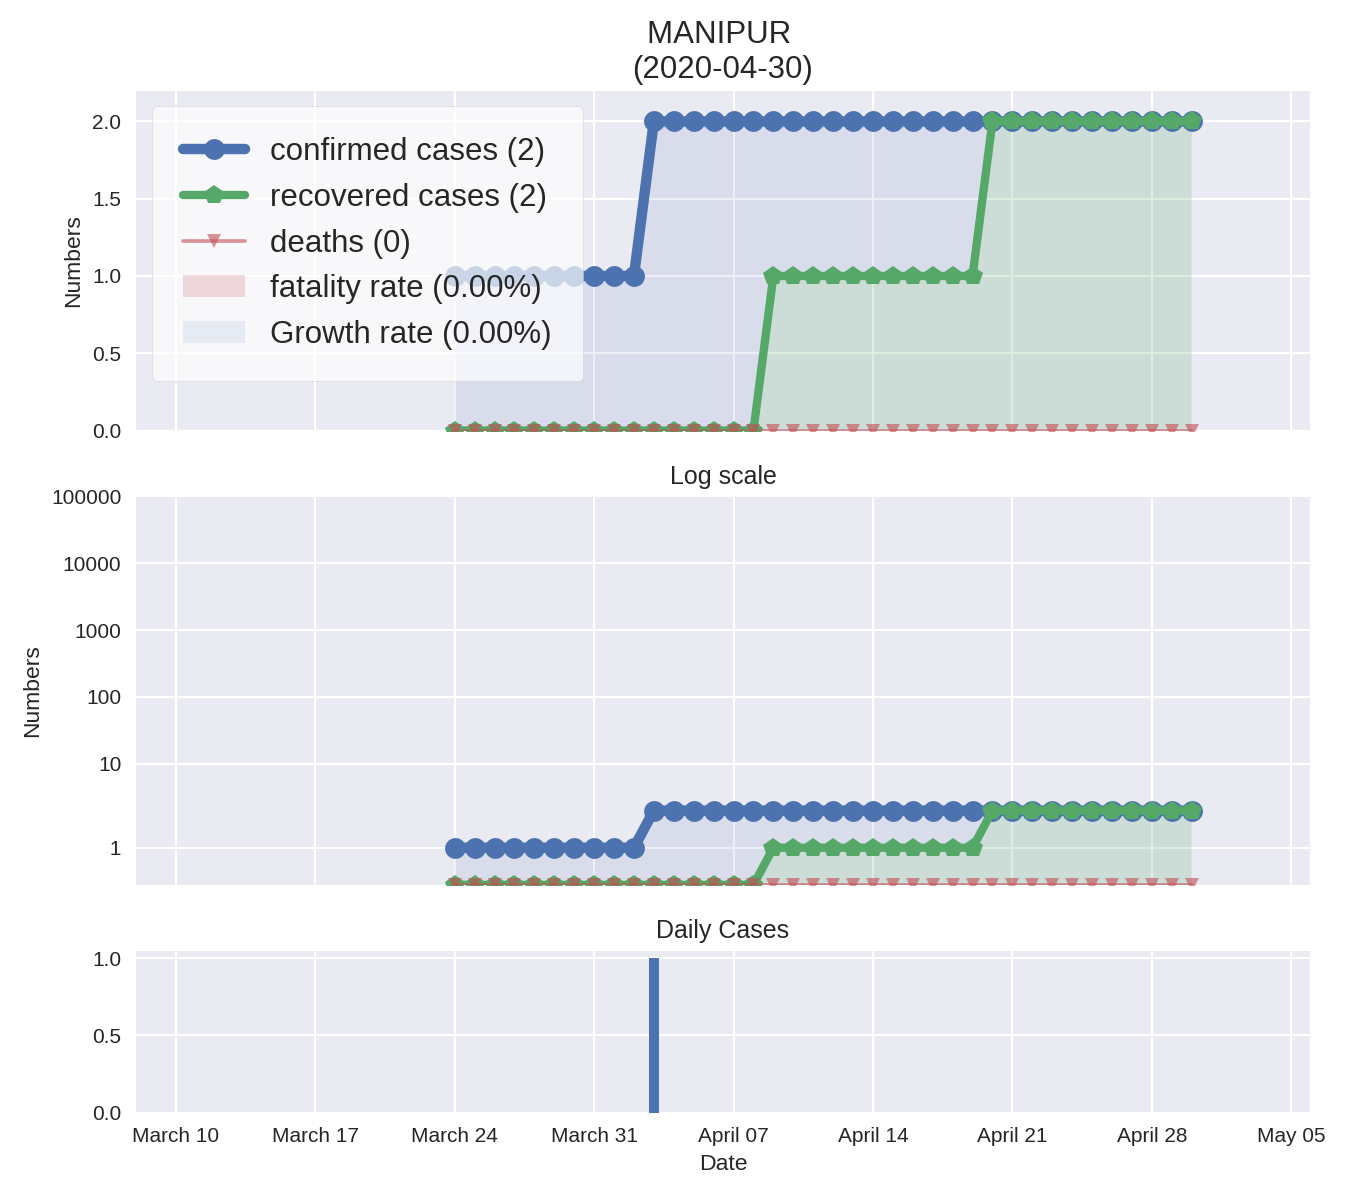 MANIPUR
(2020-04-30)
2.0
1.5
1.0
0.5
0.0
Numbers
confirmed cases (2)
recovered cases (2)
deaths (0)
fatality rate (0.00%)
Growth rate (0.00%)
Log scale
100000
10000
1000
100
10
1
Numbers
Daily Cases
1.0
0.5
0.0
March 10
March 17
March 24
March 31
April 07
April 14
April 21
April 28
May 05
Date